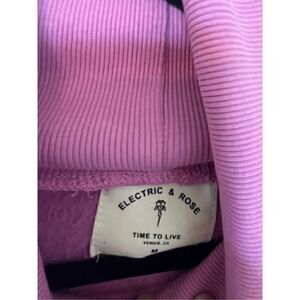 ELECTRIC & ROSE
TIME TO LIVE
VENICE, CA
M